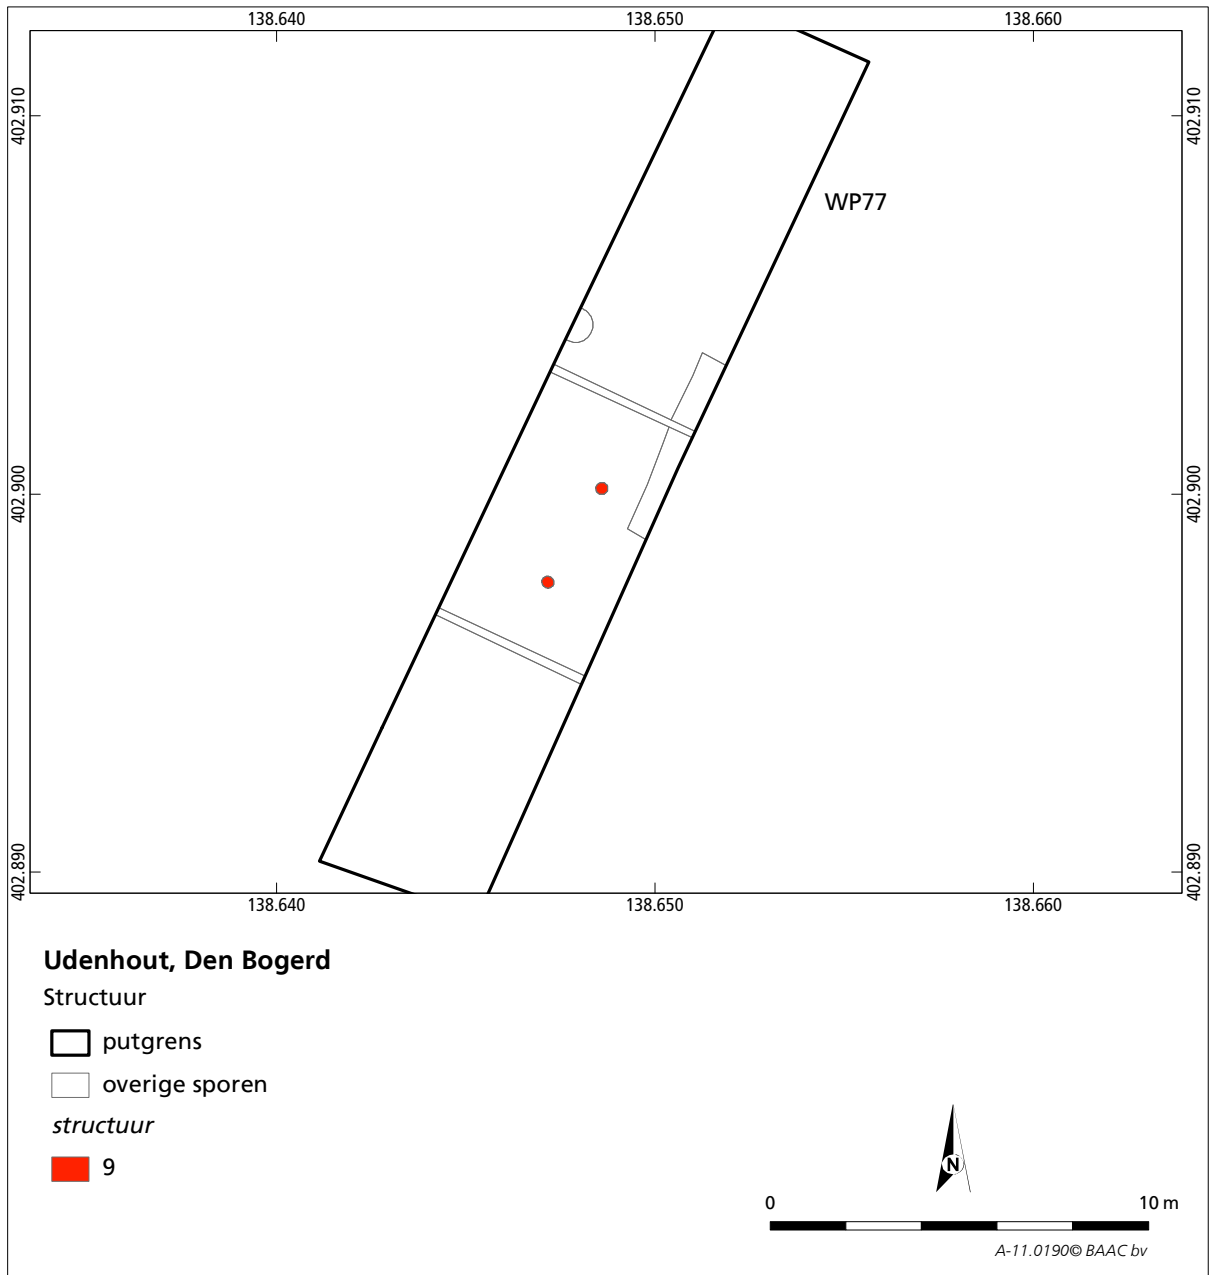 138.640
138.650
138.660
402.910
402.910
WP77
402.900
402.900
402.890
402.890
138.640
138.650
138.660
Udenhout, Den Bogerd
Structuur
putgrens
overige sporen
structuur
9
N
0
10 m
A-11.0190© BAAC bv